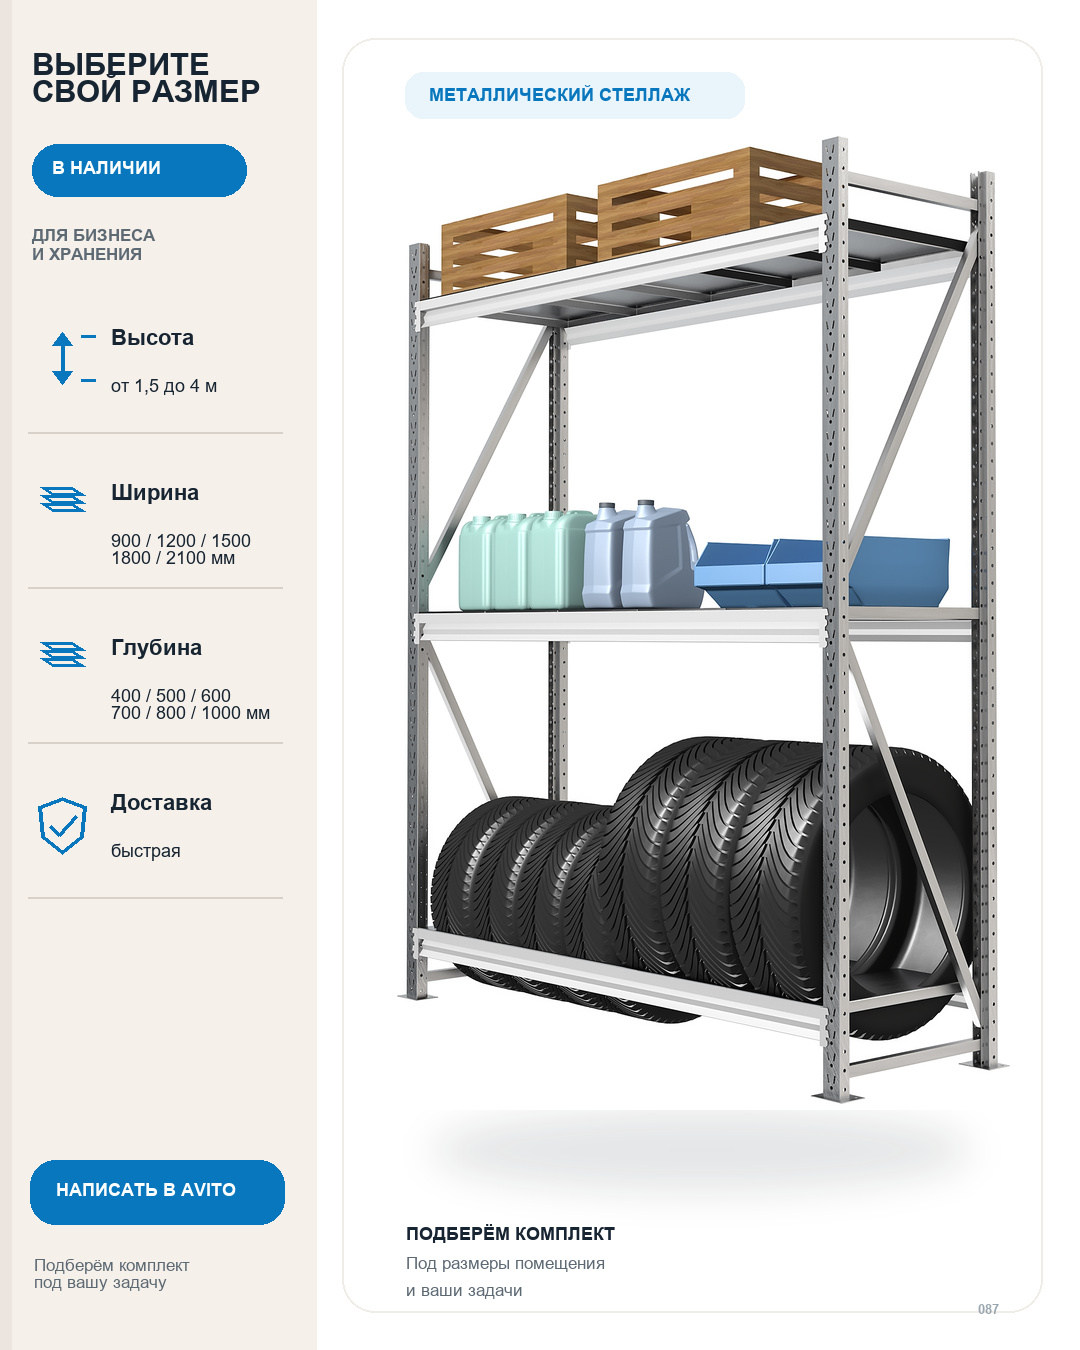 ВЫБЕРИТЕ
СВОЙ РАЗМЕР
В НАЛИЧИИ
ДЛЯ БИЗНЕСА
И ХРАНЕНИЯ
Высота
от 1,5 до 4 м
Ширина
900 / 1200 / 1500
1800 / 2100 мм
Глубина
400 / 500 / 600
700 / 800 / 1000 мм
Доставка
быстрая
НАПИСАТЬ В AVITO
Подберём комплект
под вашу задачу
МЕТАЛЛИЧЕСКИЙ СТЕЛЛАЖ
ПОДБЕРЁМ КОМПЛЕКТ
Под размеры помещения
и ваши задачи
087